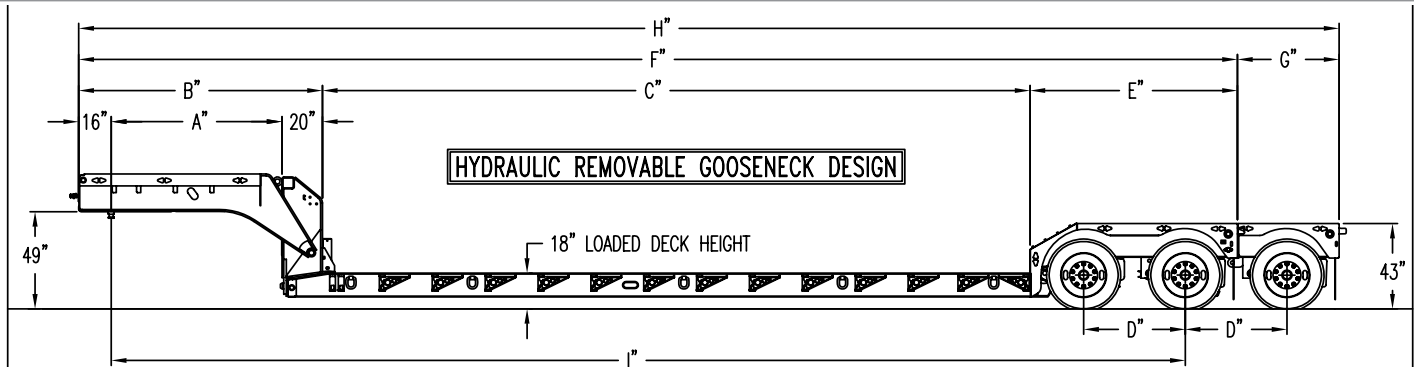 H”
F”
G”
B”
C”
E”
16”
A”
20”
HYDRAULIC REMOVABLE GOOSENECK DESIGN
18” LOADED DECK HEIGHT
49”
43”
D”
D”
I”